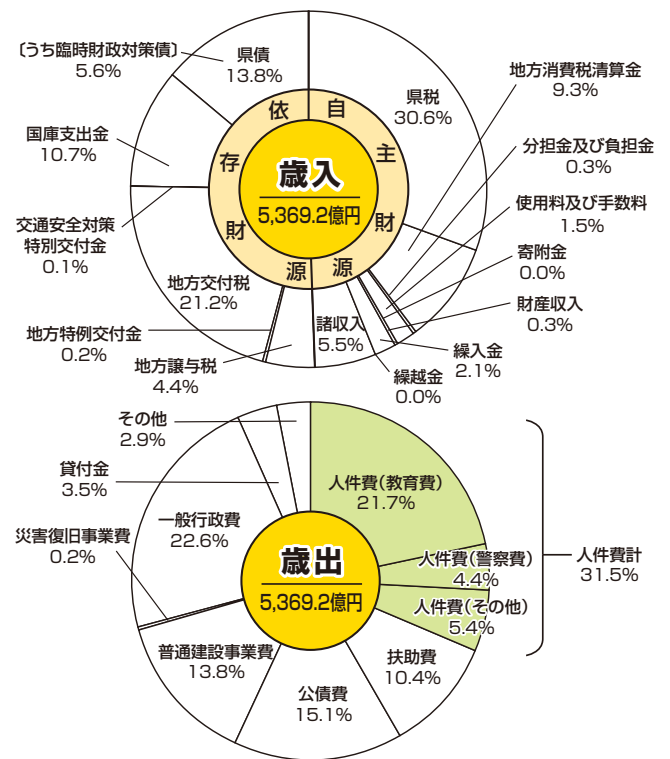 〔うち臨時財政対策債〕
5.6%
県債
13.8%
県税
30.6%
地方消費税清算金
9.3%
分担金及び負担金
0.3%
使用料及び手数料
1.5%
寄附金
0.0%
財産収入
0.3%
繰入金
2.1%
繰越金
0.0%
諸収入
5.5%
地方譲与税
4.4%
地方特例交付金
0.2%
地方交付税
21.2%
交通安全対策
特別交付金
0.1%
国庫支出金
10.7%
自主財源
依存財源
歳入
5,369.2億円
その他
2.9%
貸付金
3.5%
一般行政費
22.6%
災害復旧事業費
0.2%
普通建設事業費
13.8%
公債費
15.1%
扶助費
10.4%
人件費(教育費)
21.7%
人件費(警察費)
4.4%
人件費(その他)
5.4%
人件費計
31.5%
歳出
5,369.2億円